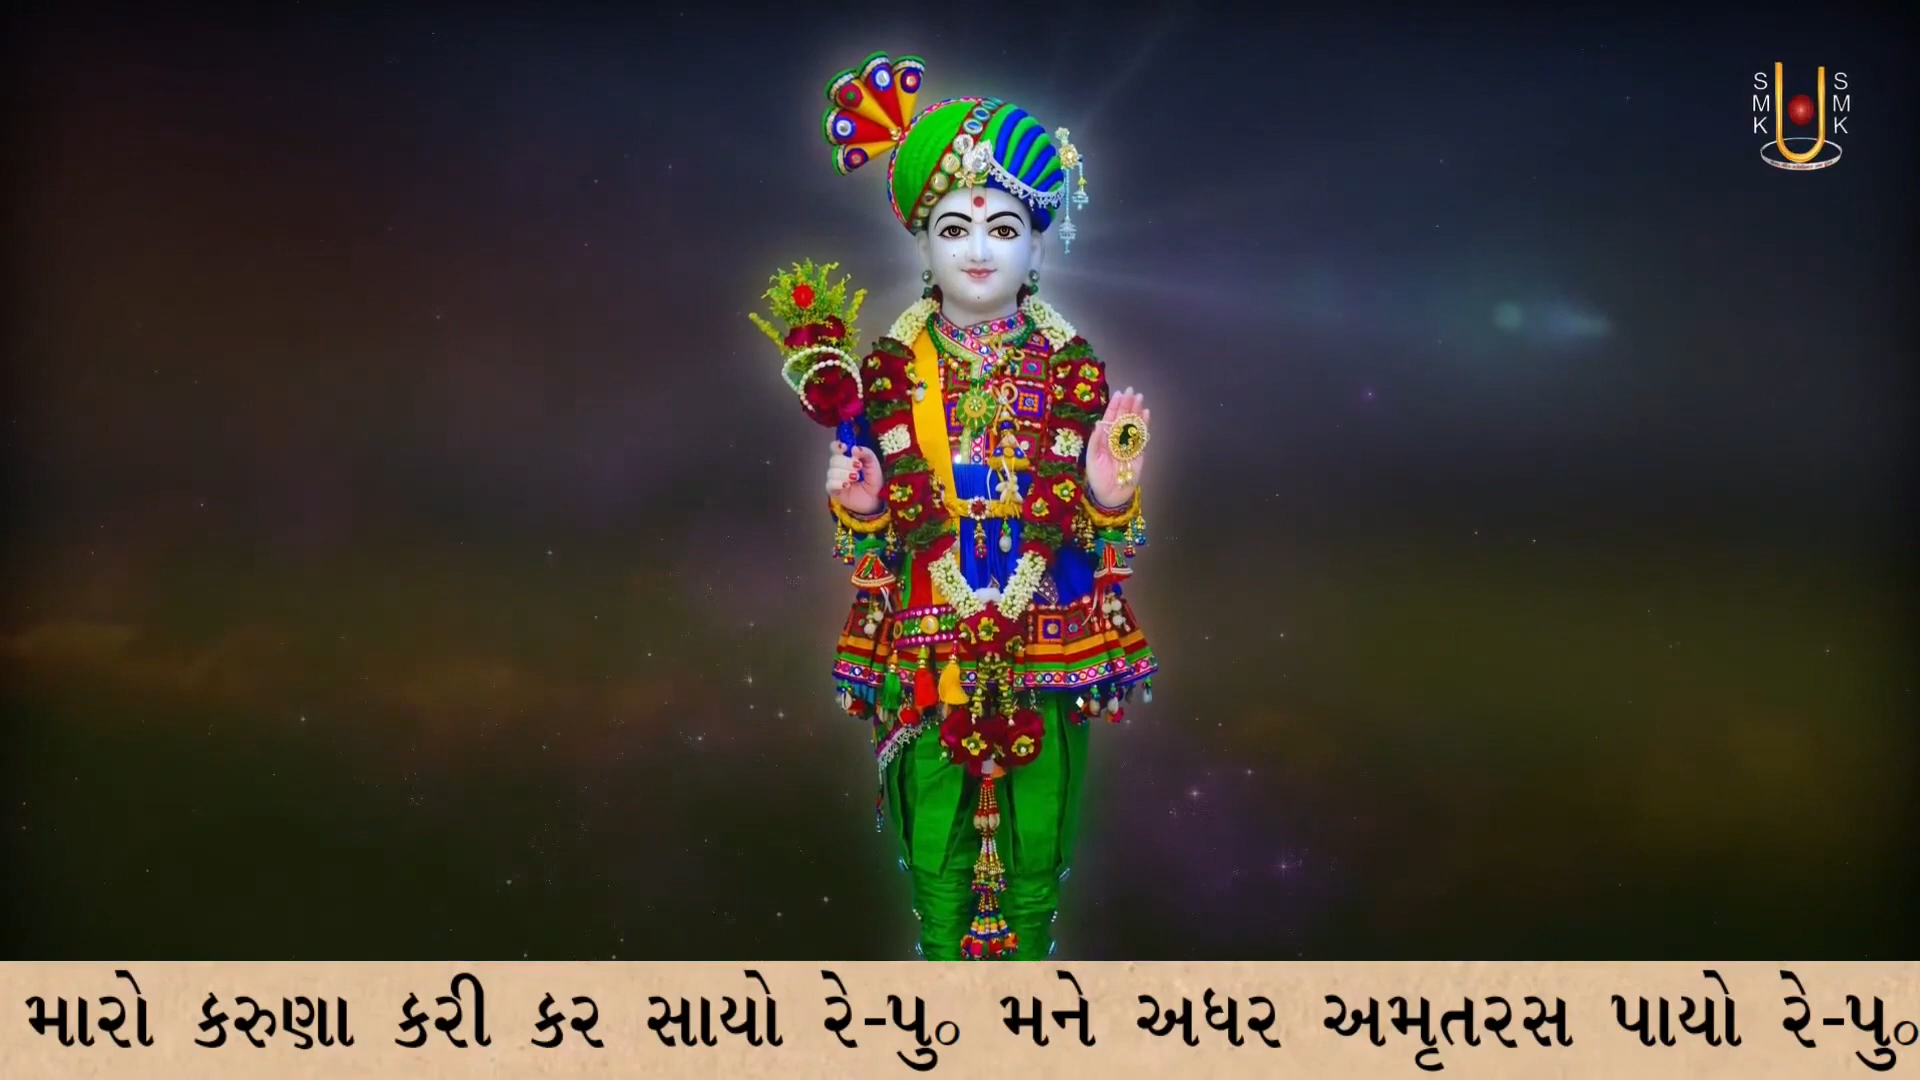 SMK SMK
મારો કરુણા કરી કર સાયો રે-પુ૦ મને અધર અમૃતરસ પાયો રે-પુ૦